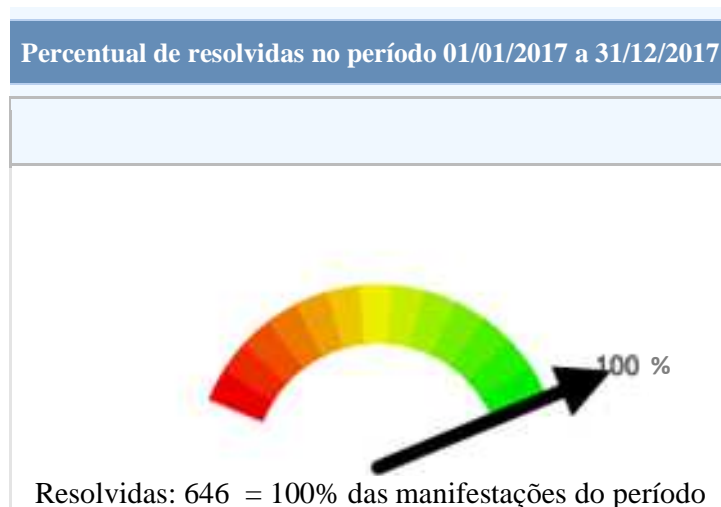 Percentual de resolvidas no período 01/01/2017 a 31/12/2017
100 %
Resolvidas: 646 = 100% das manifestações do período